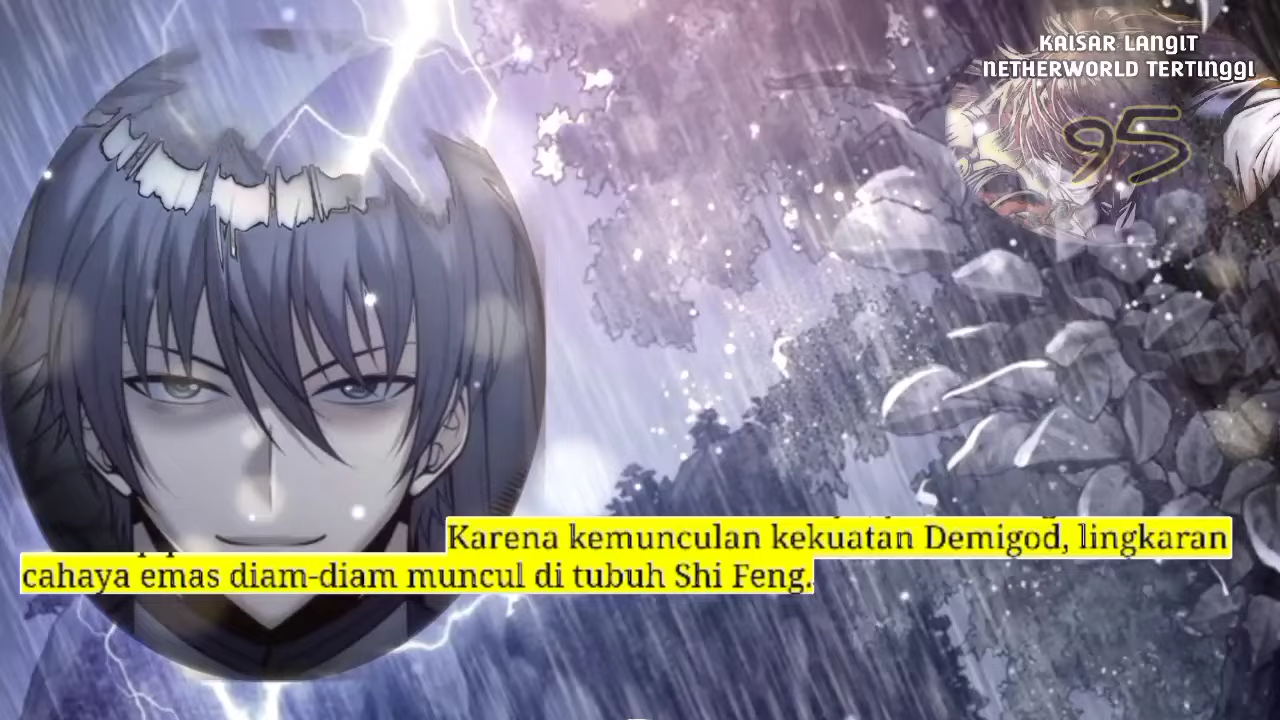 KAISAR LANGIT
NETHERWORLD TERTINGGI
95
Karena kemunculan kekuatan Demigod, lingkaran
cahaya emas diam-diam muncul di tubuh Shi Feng.